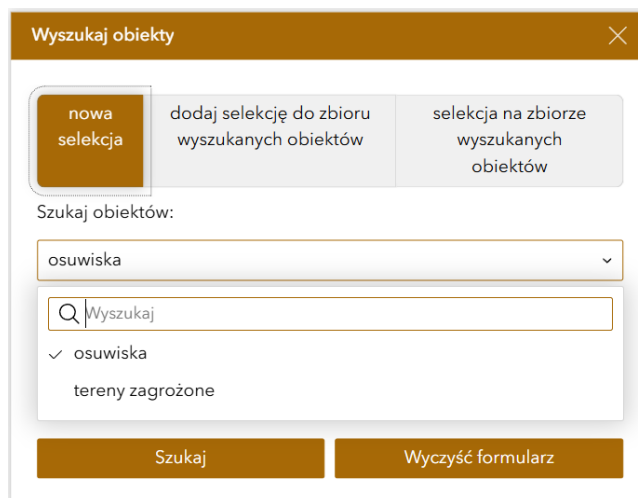 Wyszukaj obiekty
nowa
selekcja
dodaj selekcję do zbioru
wyszukanych obiektów
selekcja na zbiorze
wyszukanych
obiektów
Szukaj obiektów:
osuwiska
Wyszukaj
osuwiska
tereny zagrożone
Szukaj
Wyczyść formularz